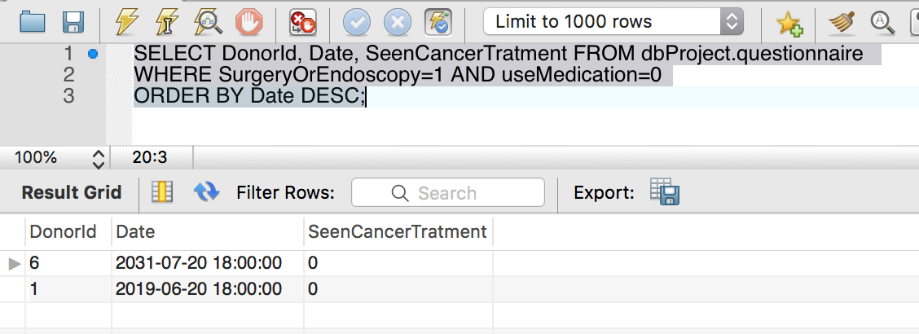 Limit to 1000 rows
1 SELECT DonorId, Date, SeenCancerTratment FROM dbProject.questionnaire
2 WHERE SurgeryOrEndoscopy=1 AND useMedication=0
3 ORDER BY Date DESC;
100% 20:3
Result Grid Filter Rows: Search Export:
DonorId Date SeenCancerTratment
6 2031-07-20 18:00:00 0
1 2019-06-20 18:00:00 0